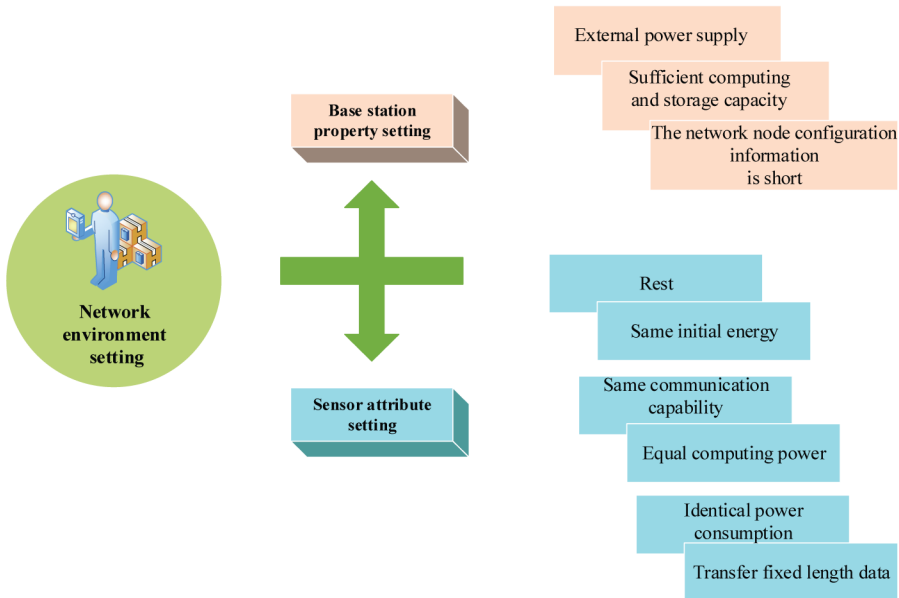 Network
environment
setting
Base station
property setting
External power supply
Sufficient computing
and storage capacity
The network node configuration
information
is short
Sensor attribute
setting
Rest
Same initial energy
Same communication
capability
Equal computing power
Identical power
consumption
Transfer fixed length data